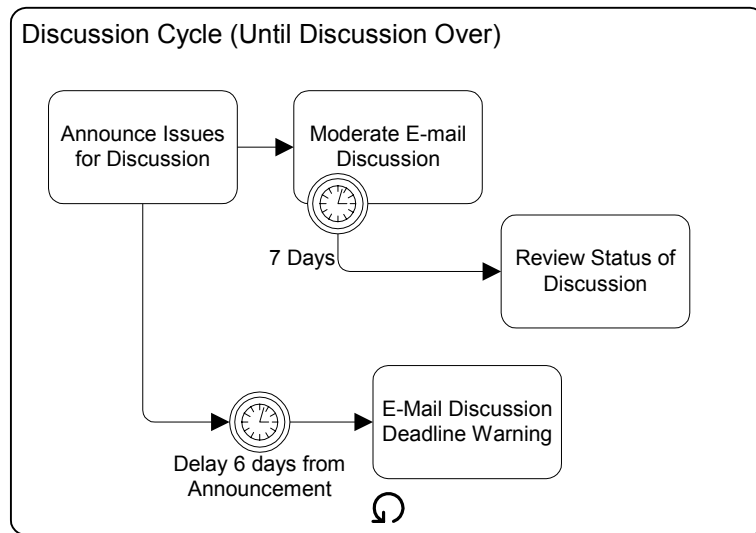 Discussion Cycle (Until Discussion Over)
Announce Issues
for Discussion
Moderate E-mail
Discussion
7 Days
Review Status of
Discussion
Delay 6 days from
Announcement
E-Mail Discussion
Deadline Warning